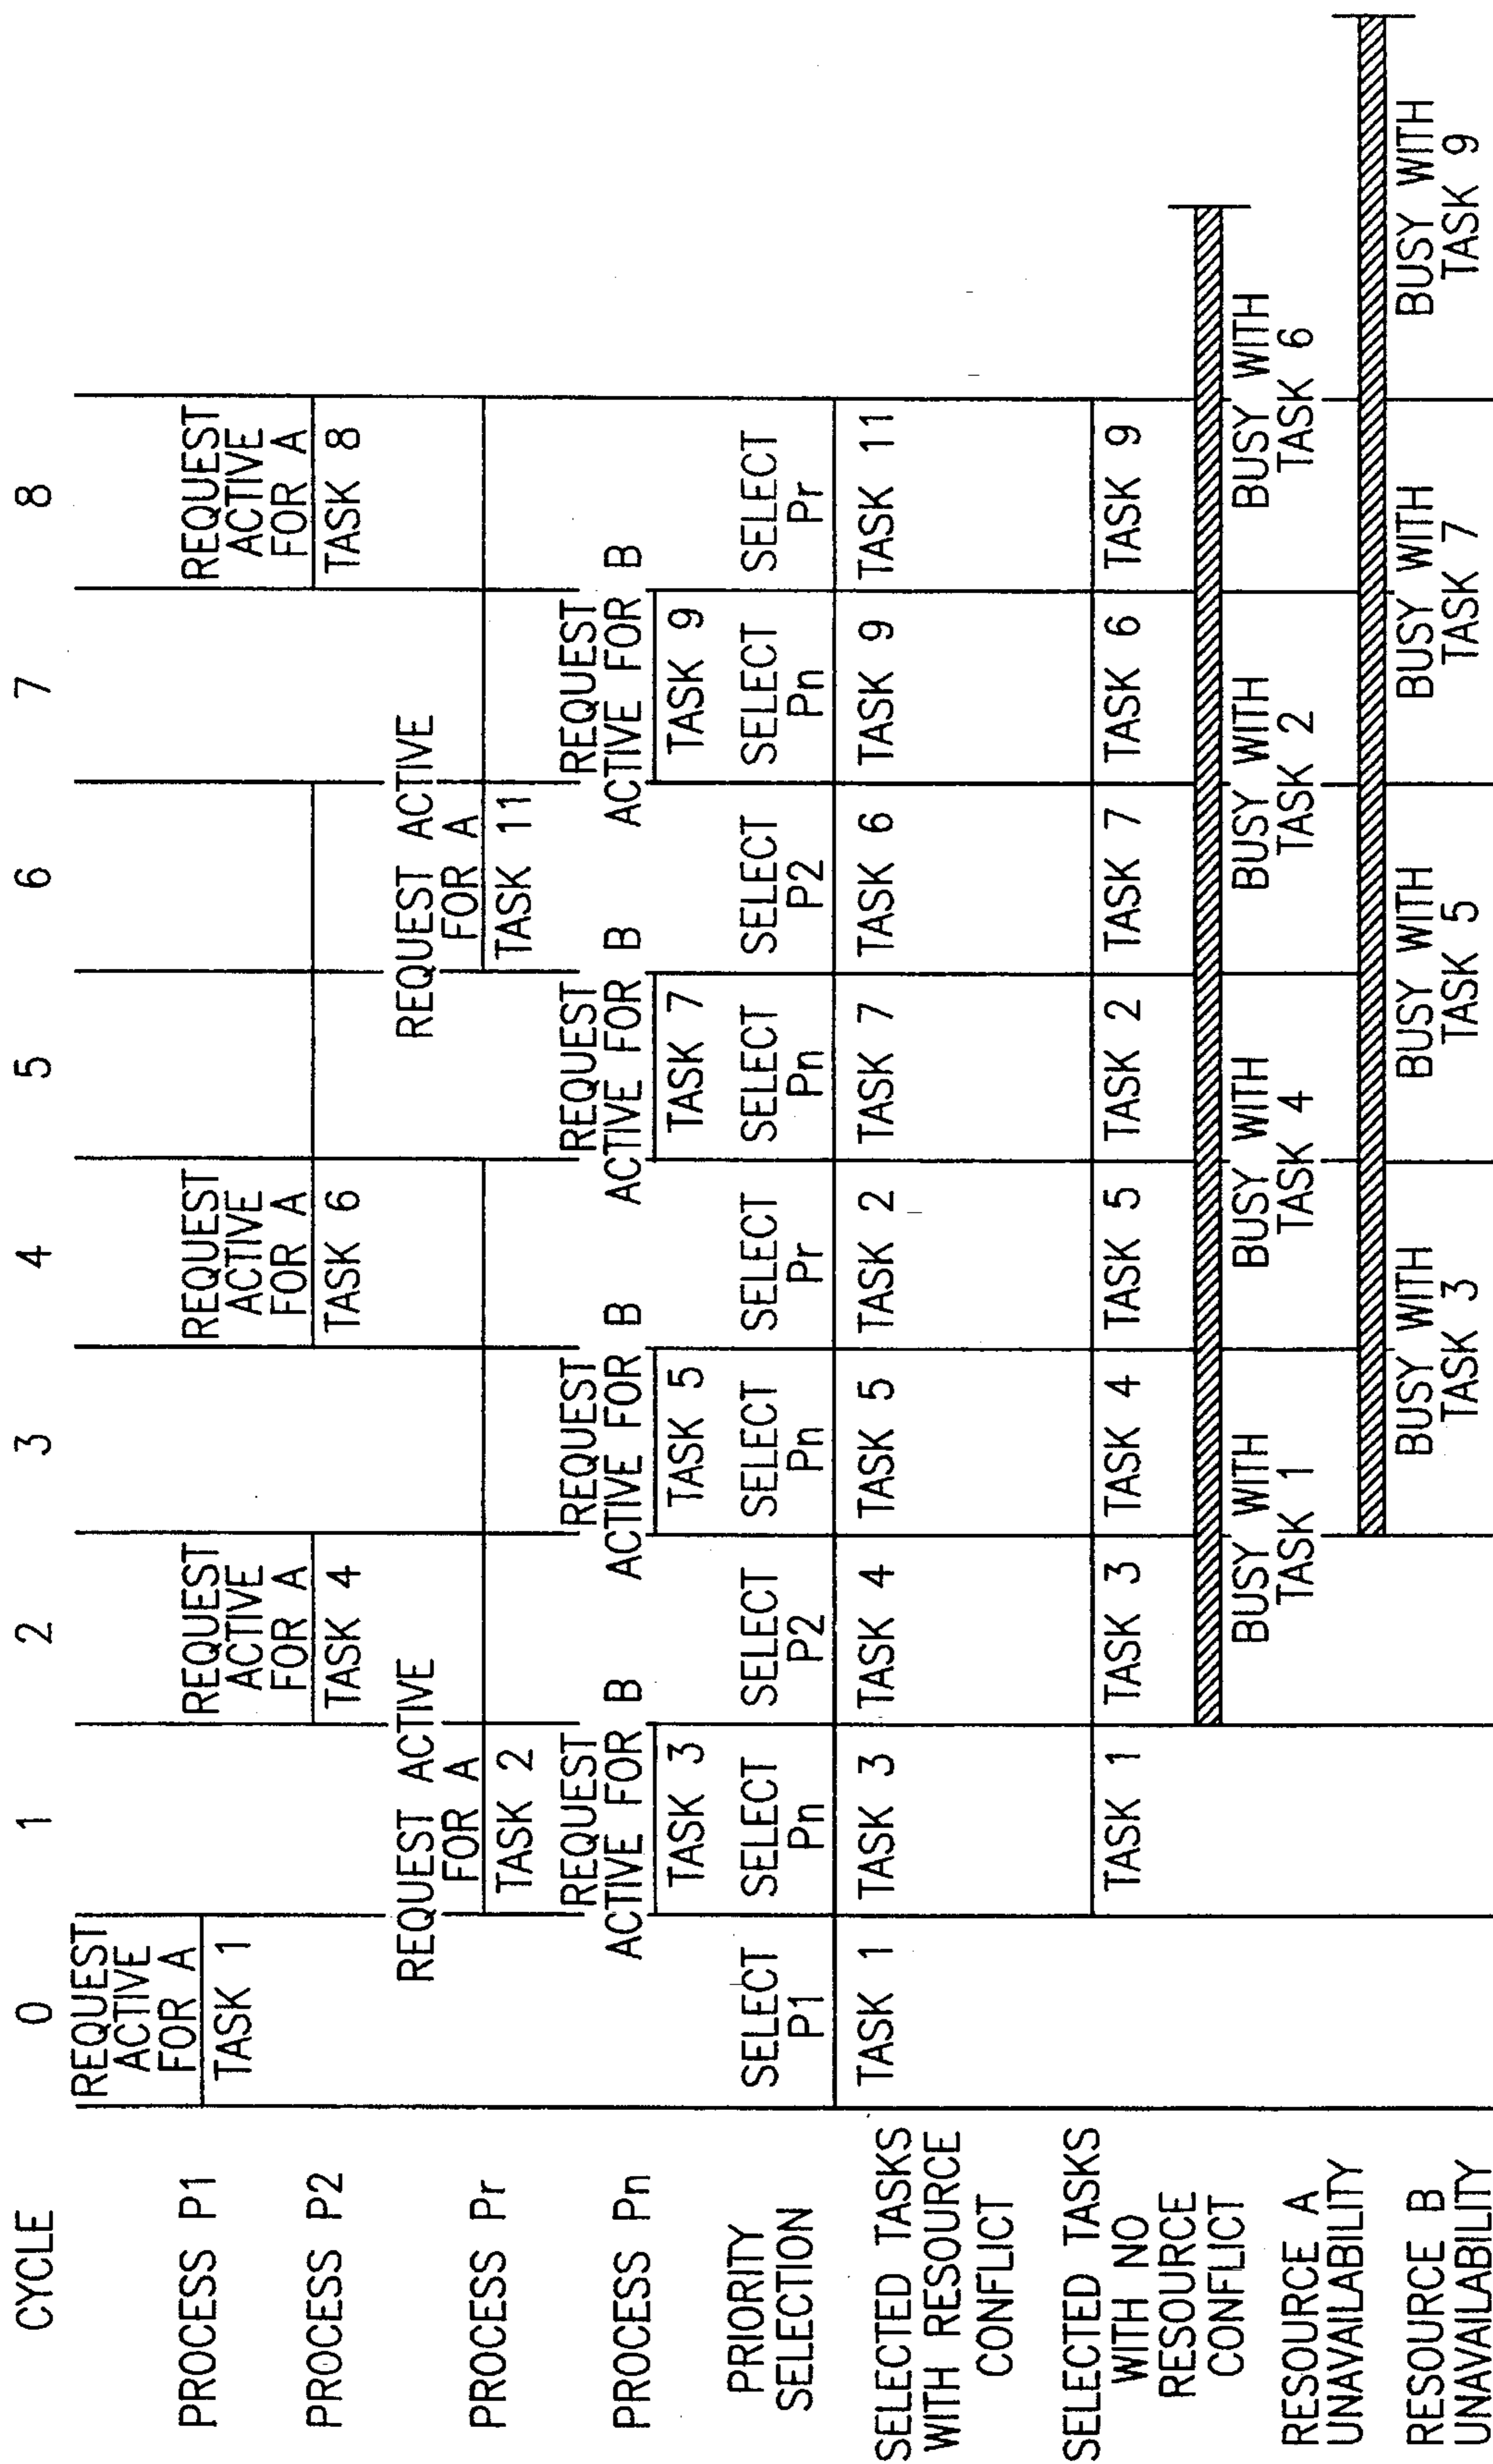 CYCLE 0 1 2 3 4 5 6 7 8
PROCESS P1
REQUEST
ACTIVE
FOR A
TASK 1
PROCESS P2
REQUEST
ACTIVE
FOR A
TASK 4
REQUEST
ACTIVE
FOR A
TASK 6
REQUEST
ACTIVE
FOR A
TASK 8
PROCESS Pr
REQUEST ACTIVE
FOR A
TASK 2
REQUEST ACTIVE
FOR A
TASK 11
PROCESS Pn
REQUEST
ACTIVE FOR B
TASK 3
REQUEST
ACTIVE FOR B
TASK 5
REQUEST
ACTIVE FOR B
TASK 7
REQUEST
ACTIVE FOR B
TASK 9
PRIORITY
SELECTION
SELECT
P1
SELECT
Pn
SELECT
P2
SELECT
Pn
SELECT
Pr
SELECT
Pn
SELECT
P2
SELECT
Pn
SELECT
Pr
SELECTED TASKS
WITH RESOURCE
CONFLICT
TASK 1 TASK 3 TASK 4 TASK 5 TASK 2 TASK 7 TASK 6 TASK 9 TASK 11
SELECTED TASKS
WITH NO
RESOURCE
CONFLICT
TASK 1 TASK 3 TASK 4 TASK 5 TASK 2 TASK 7 TASK 6 TASK 9
RESOURCE A
UNAVAILABILITY
BUSY WITH
TASK 1
BUSY WITH
TASK 4
BUSY WITH
TASK 2
BUSY WITH
TASK 6
RESOURCE B
UNAVAILABILITY
BUSY WITH
TASK 3
BUSY WITH
TASK 5
BUSY WITH
TASK 7
BUSY WITH
TASK 9